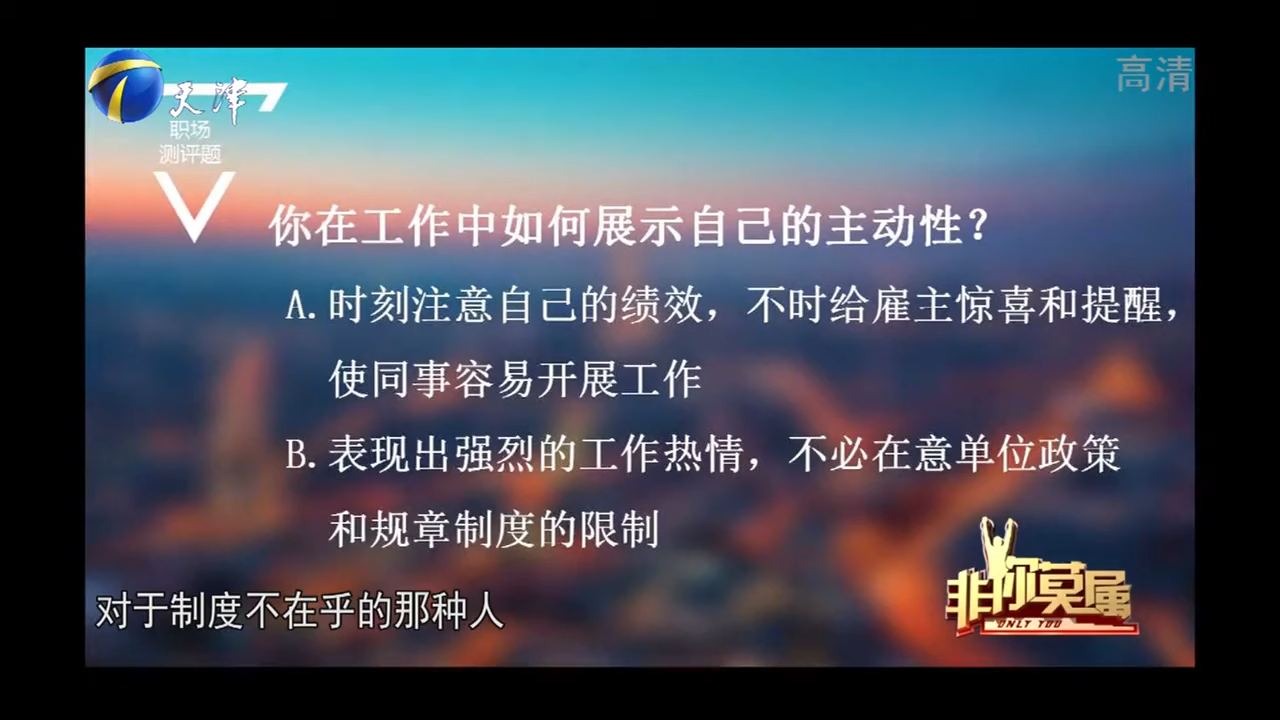 天津
高清
职场
测评题
你在工作中如何展示自己的主动性？
A.时刻注意自己的绩效，不时给雇主惊喜和提醒，
使同事容易开展工作
B.表现出强烈的工作热情，不必在意单位政策
和规章制度的限制
非你莫属
ONLY YOU
对于制度不在乎的那种人